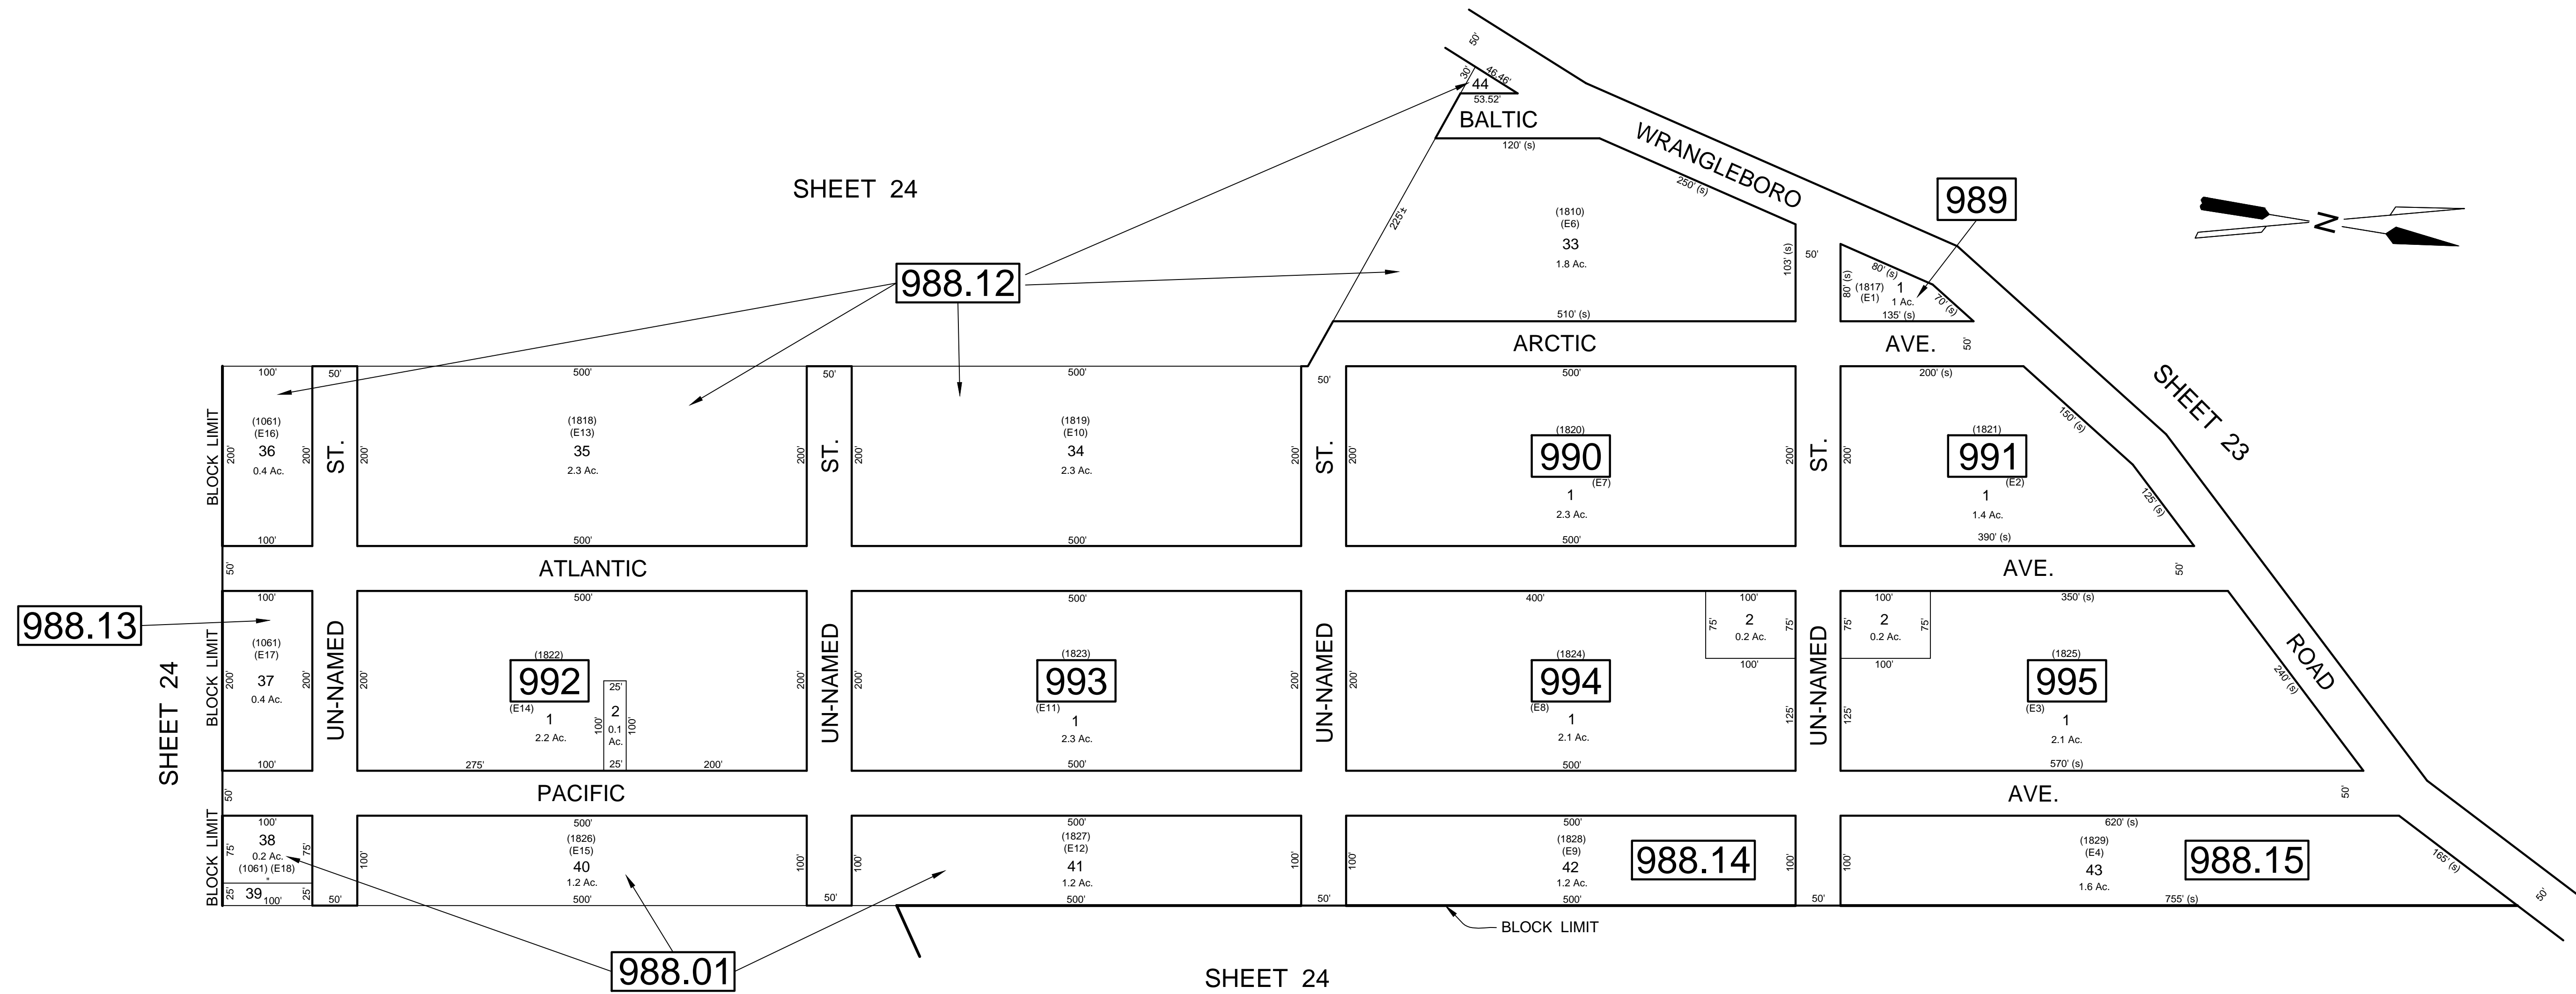 50'
30'
46.46'
44
53.52'
BALTIC
120' (s)
WRANGLEBORO
250' (s)
SHEET 24
989
N
225'±
(1810)
(E6)
33
1.8 Ac.
103' (s)
50'
80' (s)
80' (s)
(1817)
(E1)
1
1 Ac.
70' (s)
135' (s)
988.12
510' (s)
ARCTIC
AVE.
50'
SHEET 23
100'
50'
500'
50'
500'
50'
500'
200' (s)
150' (s)
125' (s)
BLOCK LIMIT
200'
(1061)
(E16)
36
0.4 Ac.
200'
ST.
200'
(1818)
(E13)
35
2.3 Ac.
200'
ST.
200'
(1819)
(E10)
34
2.3 Ac.
200'
ST.
200'
(1820)
990
(E7)
1
2.3 Ac.
200'
ST.
200'
(1821)
991
(E2)
1
1.4 Ac.
100'
500'
500'
500'
390' (s)
50'
ATLANTIC
AVE.
50'
100'
500'
500'
400'
100'
100'
350' (s)
988.13
SHEET 24
BLOCK LIMIT
200'
(1061)
(E17)
37
0.4 Ac.
200'
UN-NAMED
200'
(1822)
992
(E14)
1
2.2 Ac.
25'
100'
2
0.1
Ac.
100'
25'
200'
UN-NAMED
200'
(1823)
993
(E11)
1
2.3 Ac.
200'
UN-NAMED
200'
(1824)
994
(E8)
1
2.1 Ac.
75'
2
0.2 Ac.
75'
100'
125'
UN-NAMED
75'
2
0.2 Ac.
75'
100'
125'
(1825)
995
(E3)
1
2.1 Ac.
240' (s)
ROAD
100'
275'
200'
500'
500'
570' (s)
50'
PACIFIC
AVE.
50'
BLOCK LIMIT
100'
38
0.2 Ac.
(1061) (E18)
"
75'
75'
25'
39
100'
25'
50'
500'
100'
(1826)
(E15)
40
1.2 Ac.
100'
500'
50'
500'
100'
(1827)
(E12)
41
1.2 Ac.
100'
500'
50'
500'
100'
(1828)
(E9)
42
1.2 Ac.
988.14
100'
500'
50'
620' (s)
100'
(1829)
(E4)
43
1.6 Ac.
988.15
165' (s)
755' (s)
50'
BLOCK LIMIT
988.01
SHEET 24